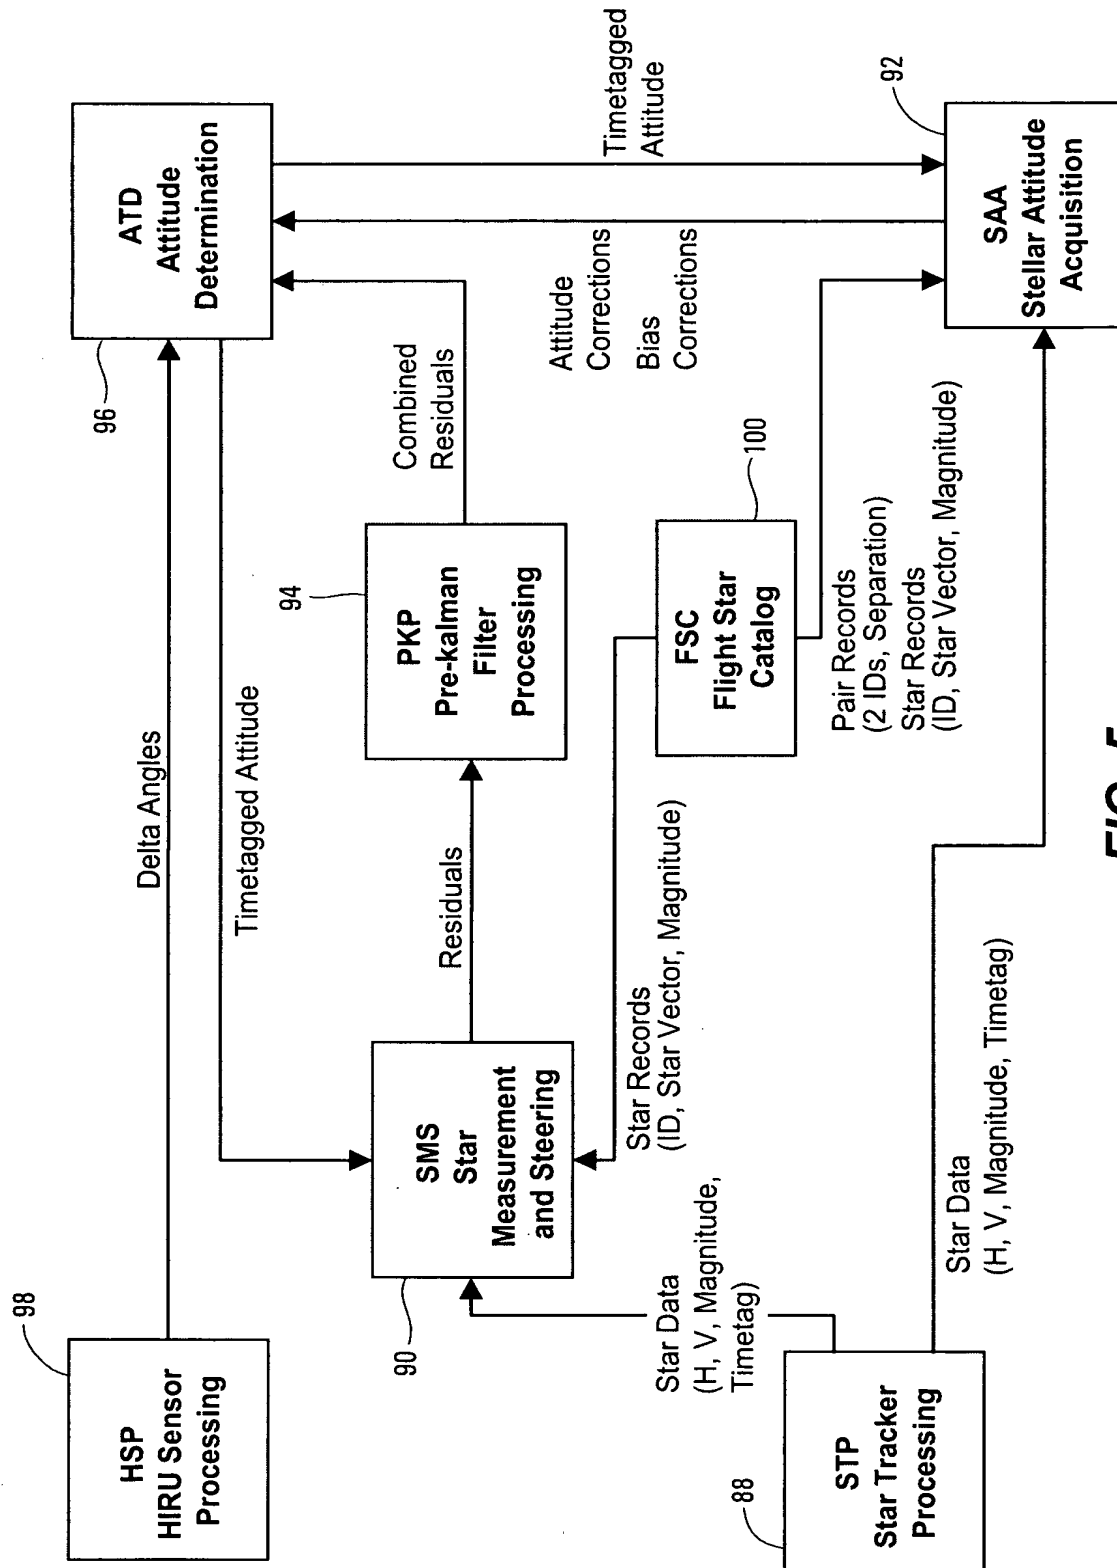 98
HSP
HIRU Sensor
Processing
Delta Angles
Timetagged Attitude
96
ATD
Attitude
Determination
90
SMS
Star
Measurement
and Steering
Residuals
94
PKP
Pre-kalman
Filter
Processing
Combined
Residuals
Attitude
Corrections
Bias
Corrections
Timetagged
Attitude
Star Records
(ID, Star Vector, Magnitude)
FSC
Flight Star
Catalog
100
Pair Records
(2 IDs, Separation)
Star Records
(ID, Star Vector, Magnitude)
92
SAA
Stellar Attitude
Acquisition
88
STP
Star Tracker
Processing
Star Data
(H, V, Magnitude,
Timetag)
Star Data
(H, V, Magnitude, Timetag)